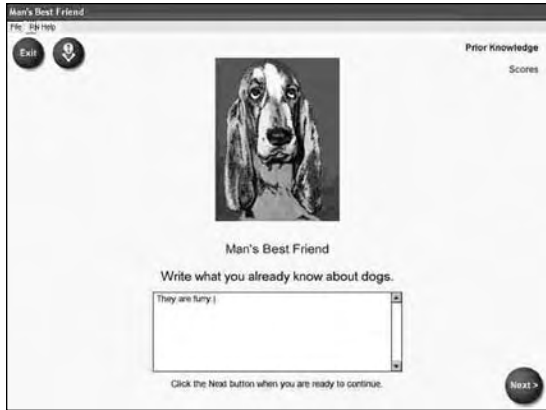 Man's Best Friend
File Help
Exit
Prior Knowledge
Scores
Man's Best Friend
Write what you already know about dogs.
They are furry.
Click the Next button when you are ready to continue.
Next >